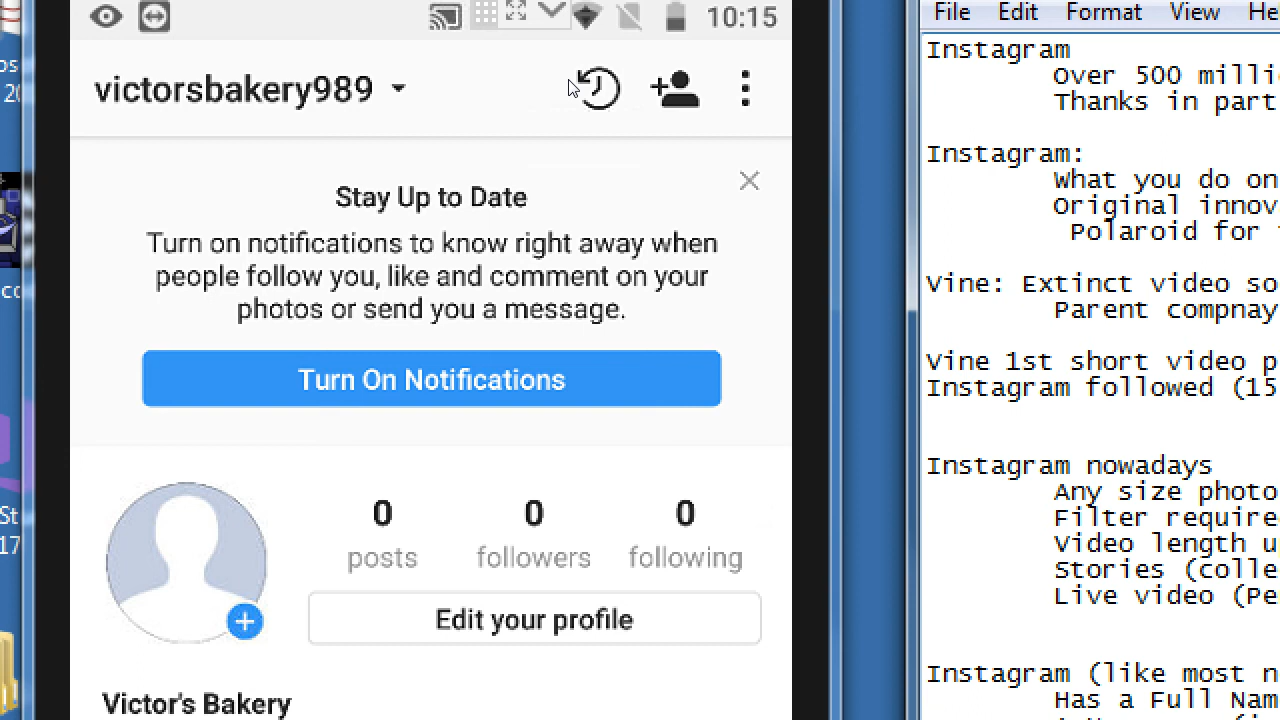 10:15
victorsbakery989
Stay Up to Date
Turn on notifications to know right away when
people follow you, like and comment on your
photos or send you a message.
Turn On Notifications
0 0 0
posts followers following
Edit your profile
Victor's Bakery
File Edit Format View
Instagram
Over 500
Thanks in part
Instagram:
What you do on
Original
Polaroid for
Vine: Extinct video
Parent compnay
Vine 1st short video
Instagram followed (15
Instagram nowadays
Any size photo
Filter
Video length
Stories
Live video
Instagram (like most
Has a Full